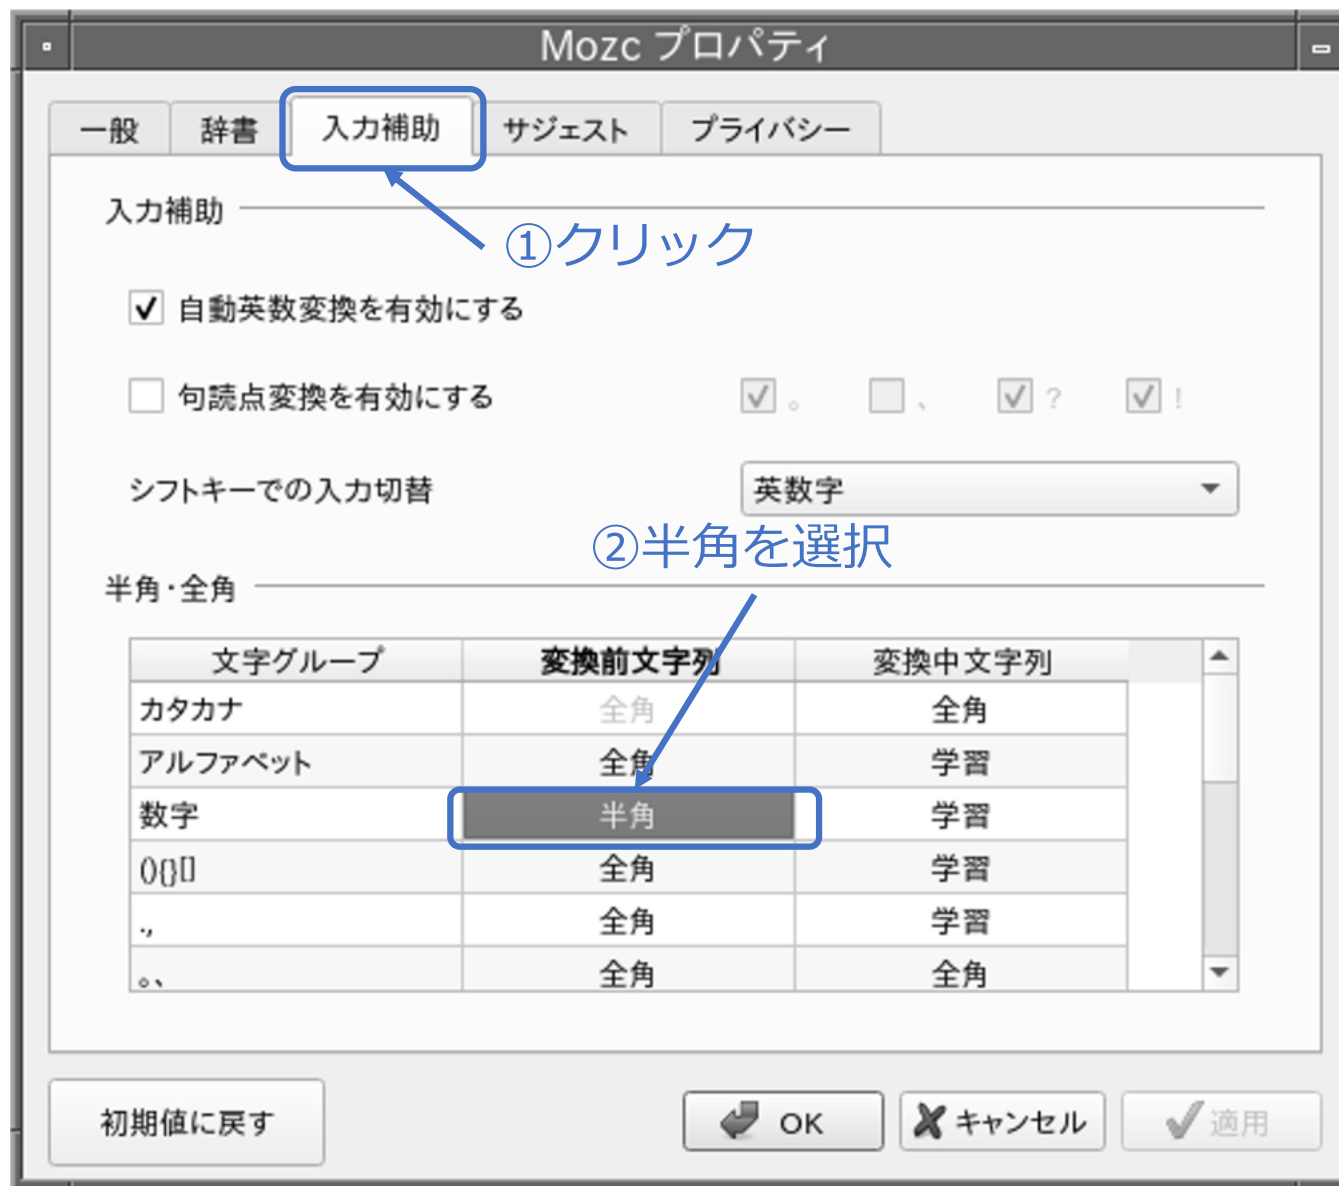 Mozc プロパティ
一般 辞書 入力補助 サジェスト プライバシー
入力補助
①クリック
自動英数変換を有効にする
句読点変換を有効にする 。 、 ? !
シフトキーでの入力切替 英数字
②半角を選択
半角・全角
文字グループ 変換前文字列 変換中文字列
カタカナ 全角 全角
アルファベット 全角 学習
数字 半角 学習
(){}[] 全角 学習
., 全角 学習
。、 全角 全角
初期値に戻す OK キャンセル 適用